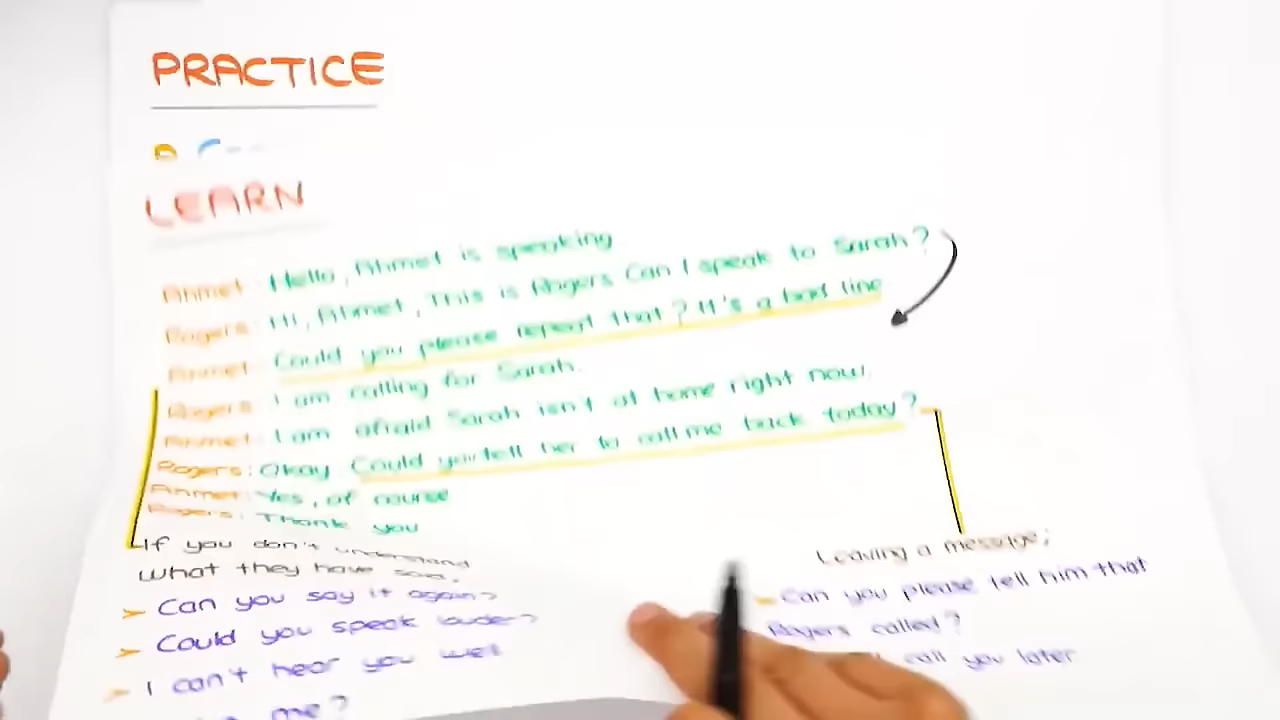 PRACTICE
LEARN
Ahmet: Hello, Ahmet is speaking
Rogers: Hi, Ahmet, This is Rogers Can I speak to Sarah?
Ahmet: Could you please repeat that? It's a bad line
Rogers: I am calling for Sarah.
Ahmet: I am afraid Sarah isn't at home right now.
Rogers: Okay Could you tell her to call me back today?
Ahmet: Yes, of course
Rogers: Thank you
If you don't understand
what they have said,
➤ Can you say it again?
➤ Could you speak louder?
➤ I can't hear you well
me?
Leaving a message;
Can you please tell him that
Rogers called?
call you later